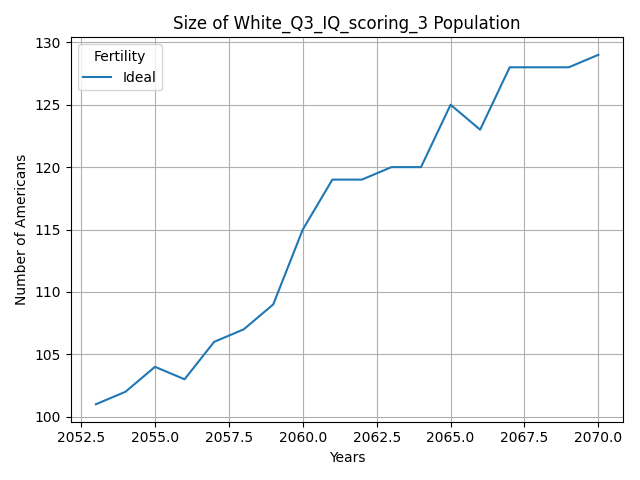 Size of White_Q3_IQ_scoring_3 Population
Fertility
Ideal
Number of Americans
130
125
120
115
110
105
100
2052.5 2055.0 2057.5 2060.0 2062.5 2065.0 2067.5 2070.0
Years